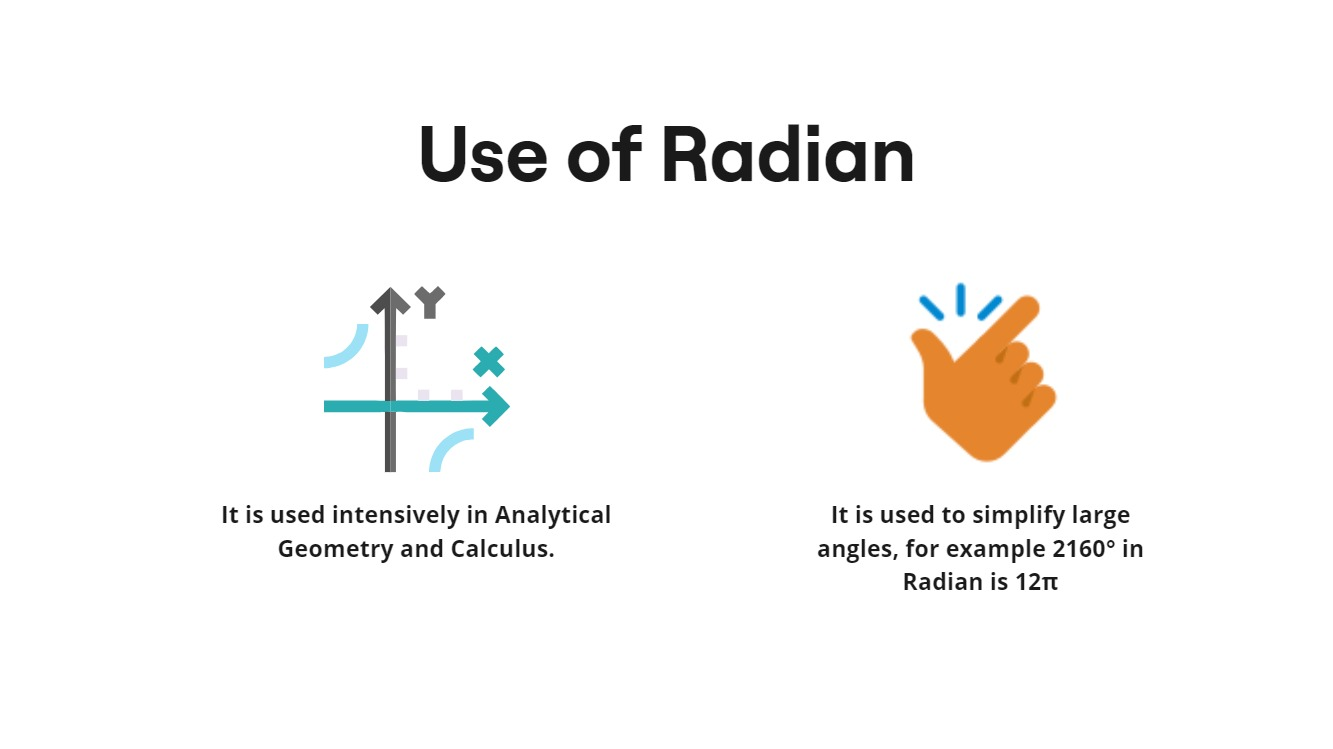 Use of Radian
Y
X
It is used intensively in Analytical
Geometry and Calculus.
It is used to simplify large
angles, for example 2160° in
Radian is 12π